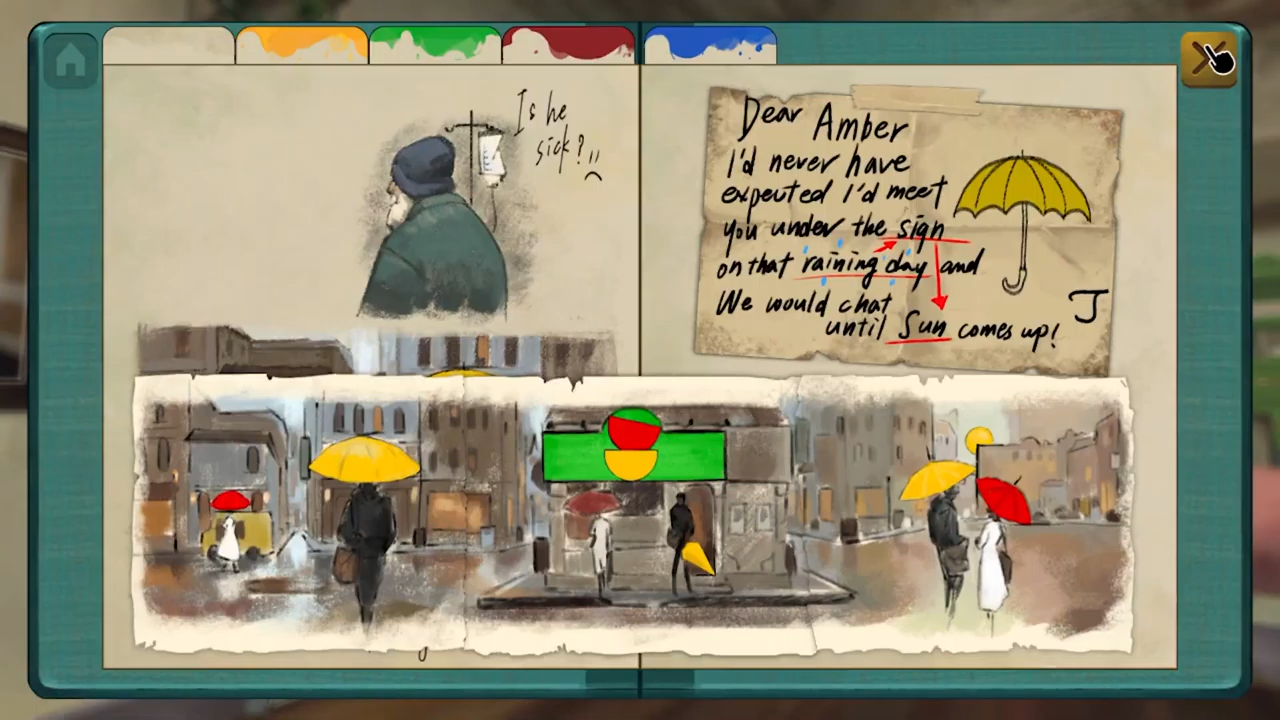 Is he
sick?
Dear Amber
I'd never have
expected I'd meet
you under the sign
on that raining day and
We would chat
until Sun comes up!
J